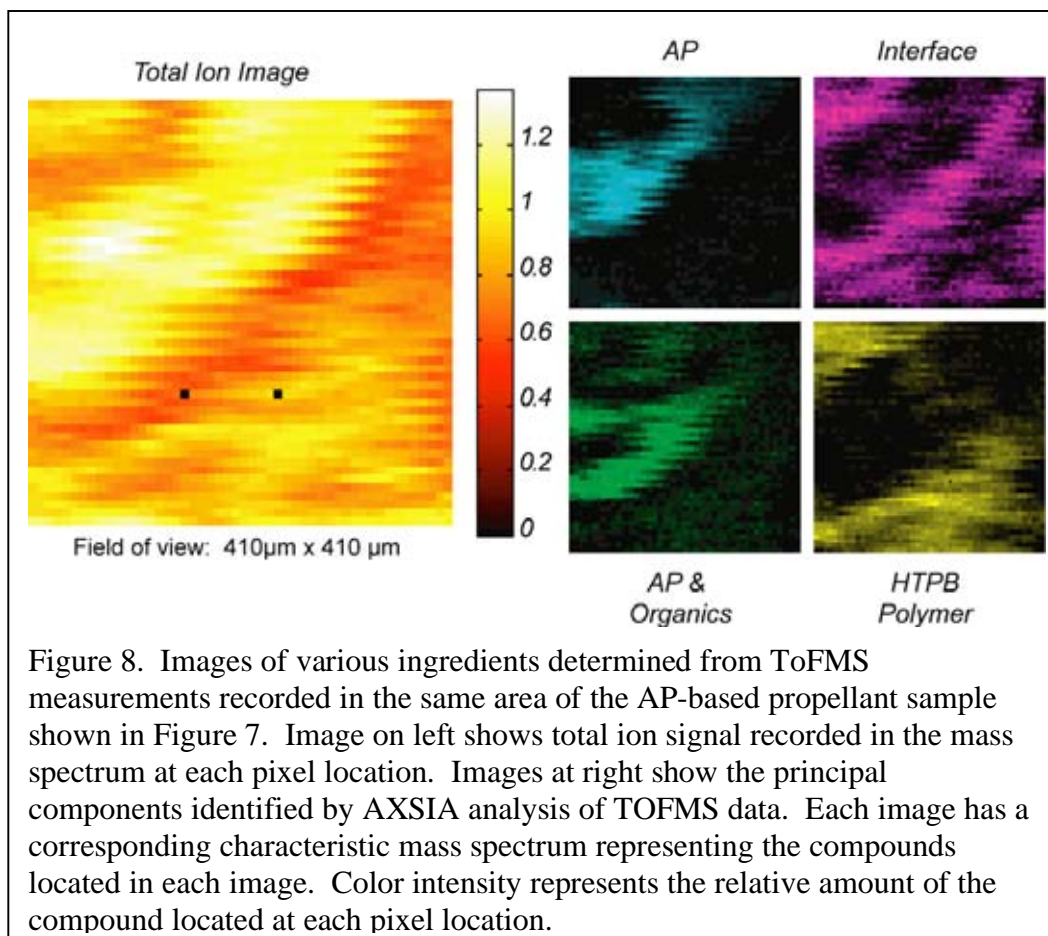 Total Ion Image
AP
Interface
1.2
1
0.8
0.6
0.4
0.2
0
Field of view: 410µm x 410 µm
AP &
Organics
HTPB
Polymer
Figure 8. Images of various ingredients determined from ToFMS
measurements recorded in the same area of the AP-based propellant sample
shown in Figure 7. Image on left shows total ion signal recorded in the mass
spectrum at each pixel location. Images at right show the principal
components identified by AXSIA analysis of TOFMS data. Each image has a
corresponding characteristic mass spectrum representing the compounds
located in each image. Color intensity represents the relative amount of the
compound located at each pixel location.